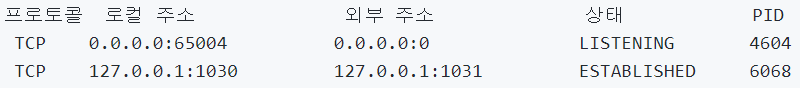 프로토콜 로컬 주소 외부 주소 상태 PID
TCP 0.0.0.0:65004 0.0.0.0:0 LISTENING 4604
TCP 127.0.0.1:1030 127.0.0.1:1031 ESTABLISHED 6068